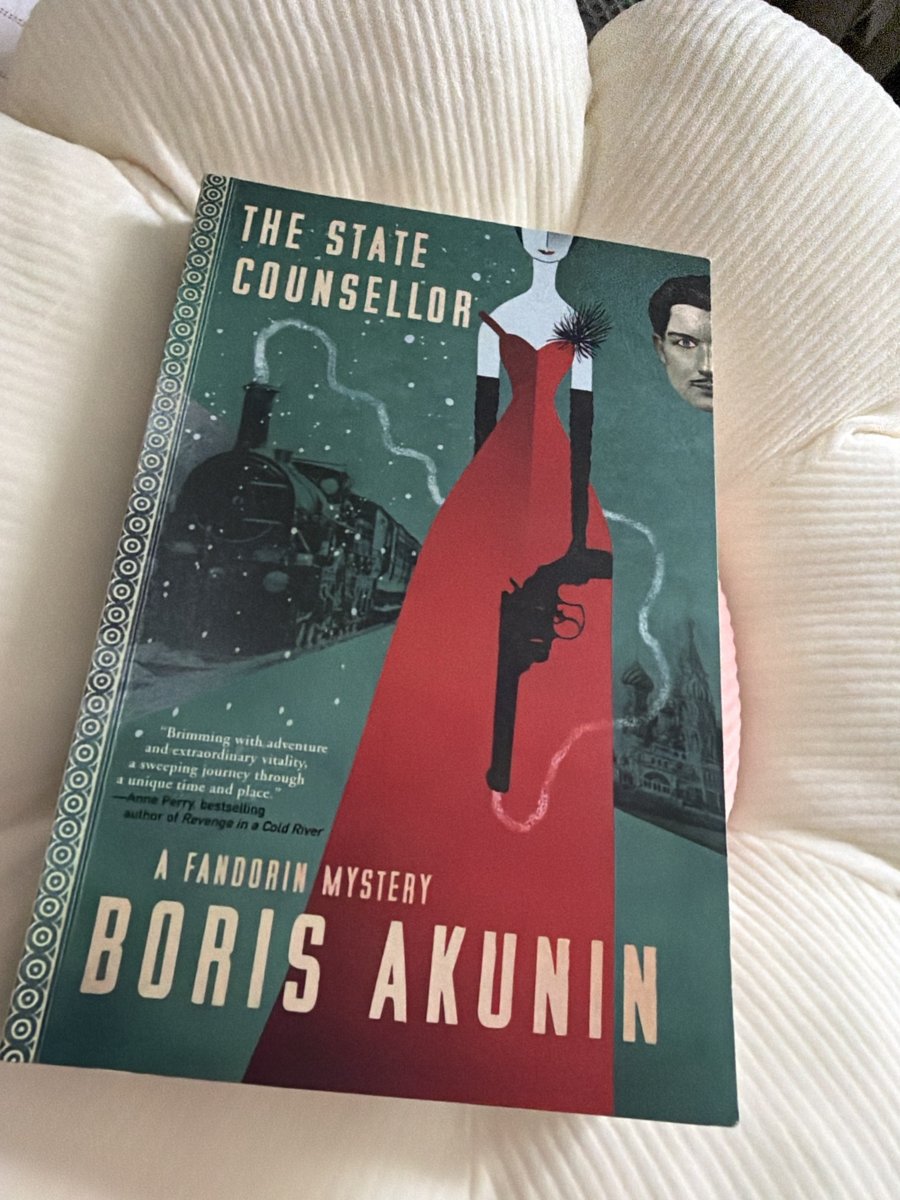 THE STATE
COUNSELLOR
"Brimming with adventure
and extraordinary vitality,
a sweeping journey through
a unique time and place."
—Anne Perry, bestselling
author of Revenge in a Cold River
A FANDORIN MYSTERY
BORIS AKUNIN